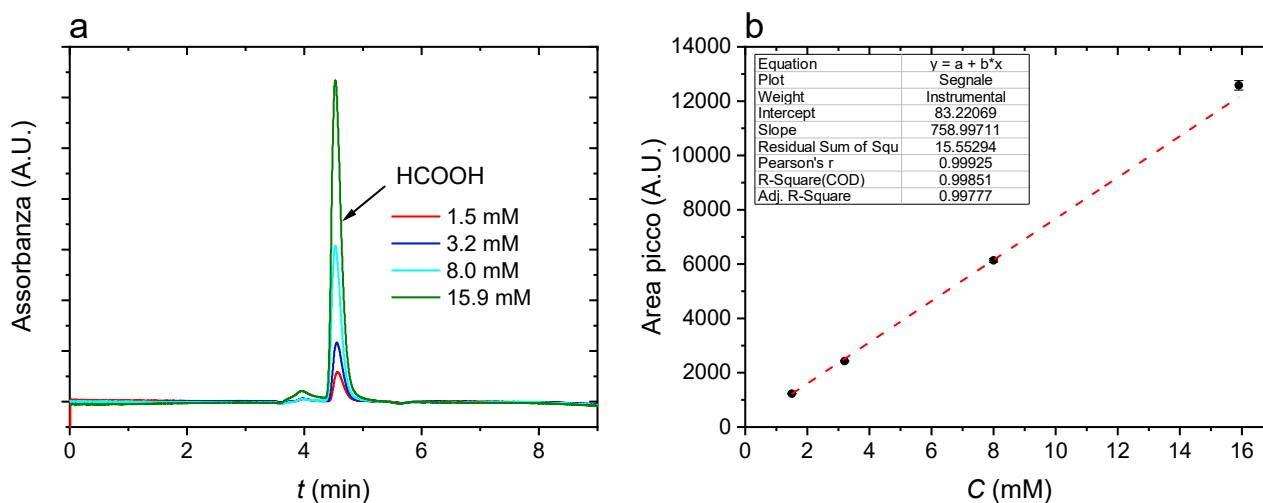 a
Assorbanza (A.U.)
HCOOH
1.5 mM
3.2 mM
8.0 mM
15.9 mM
0 2 4 6 8
t (min)
b
Area picco (A.U.)
14000
12000
10000
8000
6000
4000
2000
0
Equation y = a + b*x
Plot Segnale
Weight Instrumental
Intercept 83.22069
Slope 758.99711
Residual Sum of Squ 15.55294
Pearson's r 0.99925
R-Square(COD) 0.99851
Adj. R-Square 0.99777
0 2 4 6 8 10 12 14 16 18
C (mM)